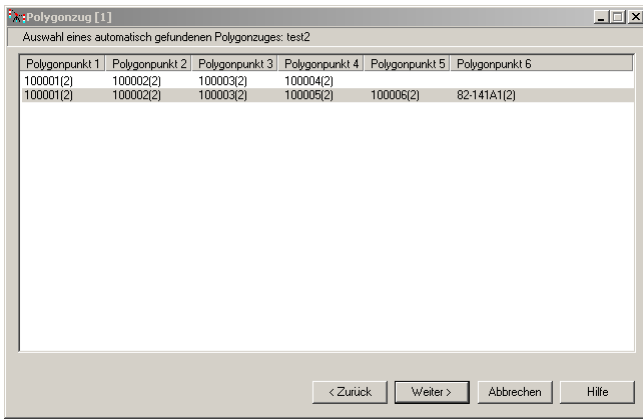 Polygonzug [1]
Auswahl eines automatisch gefundenen Polygonzuges: test2
Polygonpunkt 1 Polygonpunkt 2 Polygonpunkt 3 Polygonpunkt 4 Polygonpunkt 5 Polygonpunkt 6
100001(2) 100002(2) 100003(2) 100004(2)
100001(2) 100002(2) 100003(2) 100005(2) 100006(2) 82-141A1(2)
< Zurück Weiter > Abbrechen Hilfe